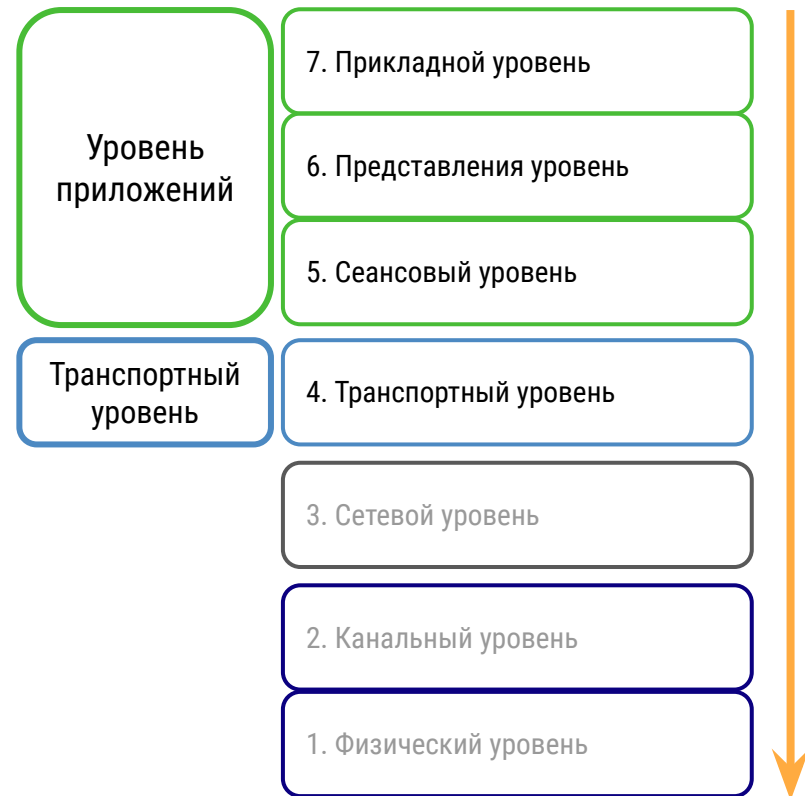 Уровень
приложений
7. Прикладной уровень
6. Представления уровень
5. Сеансовый уровень
Транспортный
уровень
4. Транспортный уровень
3. Сетевой уровень
2. Канальный уровень
1. Физический уровень